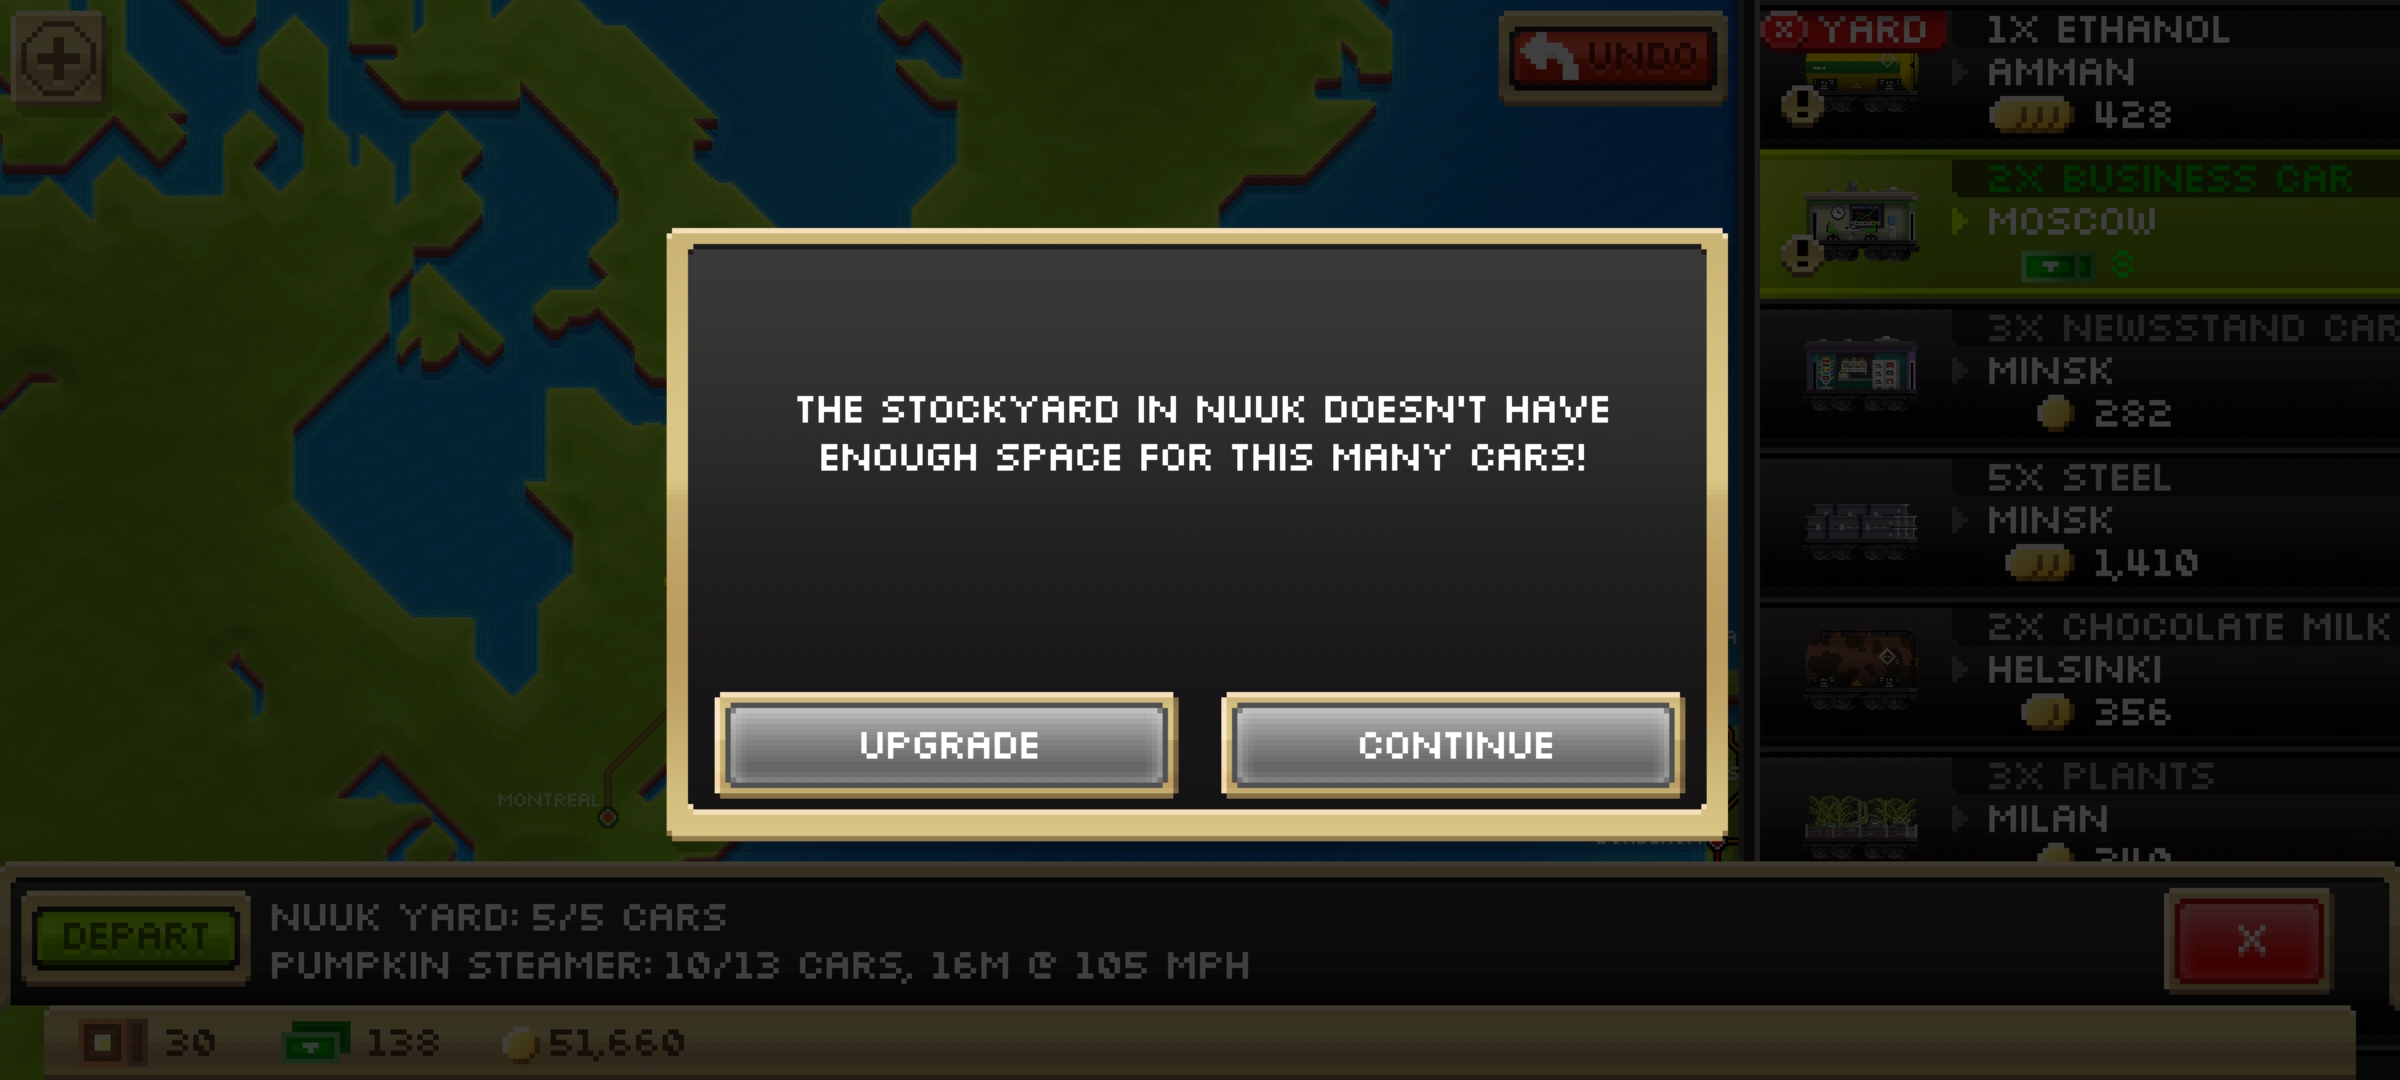 UNDO
YARD
1X ETHANOL
AMMAN
428
2X BUSINESS CAR
MOSCOW
8
3X NEWSSTAND CAR
MINSK
282
5X STEEL
MINSK
1,410
2X CHOCOLATE MILK
HELSINKI
356
3X PLANTS
MILAN
340
THE STOCKYARD IN NUUK DOESN'T HAVE
ENOUGH SPACE FOR THIS MANY CARS!
UPGRADE
CONTINUE
MONTREAL
DEPART
NUUK YARD: 5/5 CARS
PUMPKIN STEAMER: 10/13 CARS, 16M @ 105 MPH
X
30
138
51,660